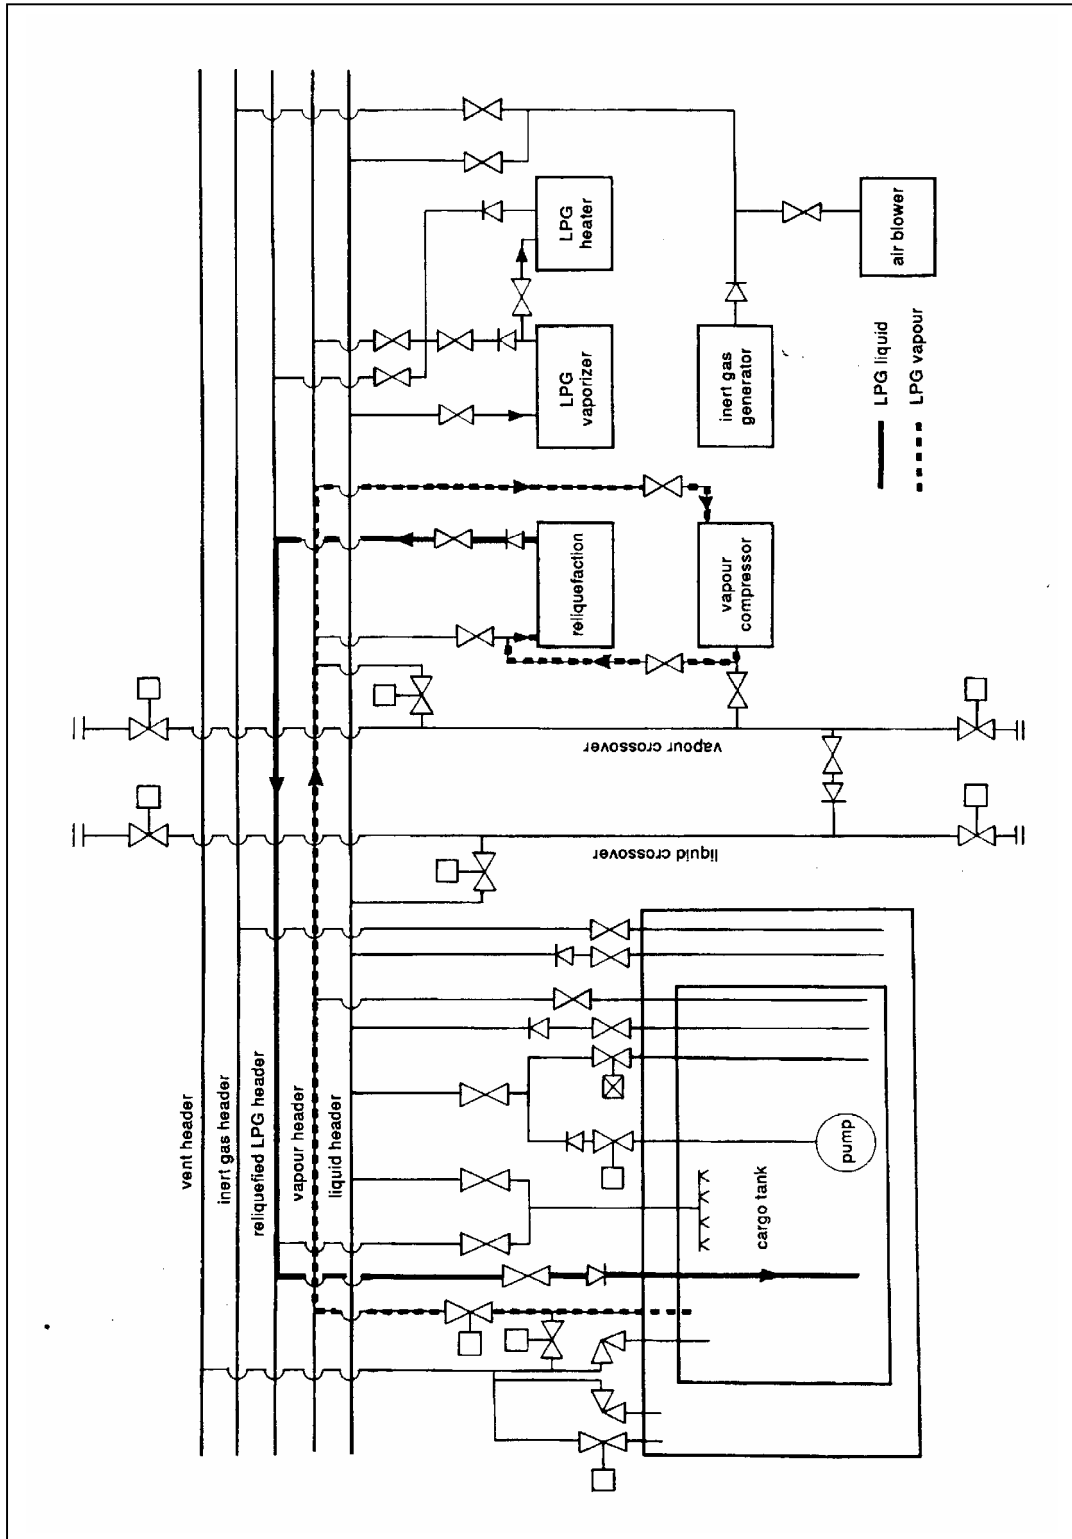 vent header
inert gas header
reliquefied LPG header
vapour header
liquid header
cargo tank
pump
liquid crossover
vapour crossover
reliquefaction
vapour
compressor
LPG
vaporizer
LPG
heater
inert gas
generator
air blower
LPG liquid
LPG vapour